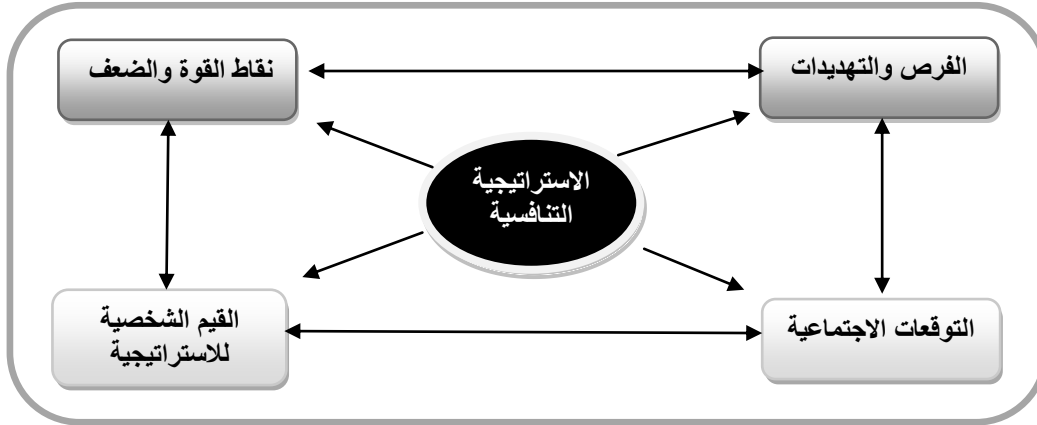 الفرص والتهديدات
نقاط القوة والضعف
الاستراتيجية
التنافسية
التوقعات الاجتماعية
القيم الشخصية
للاستراتيجية